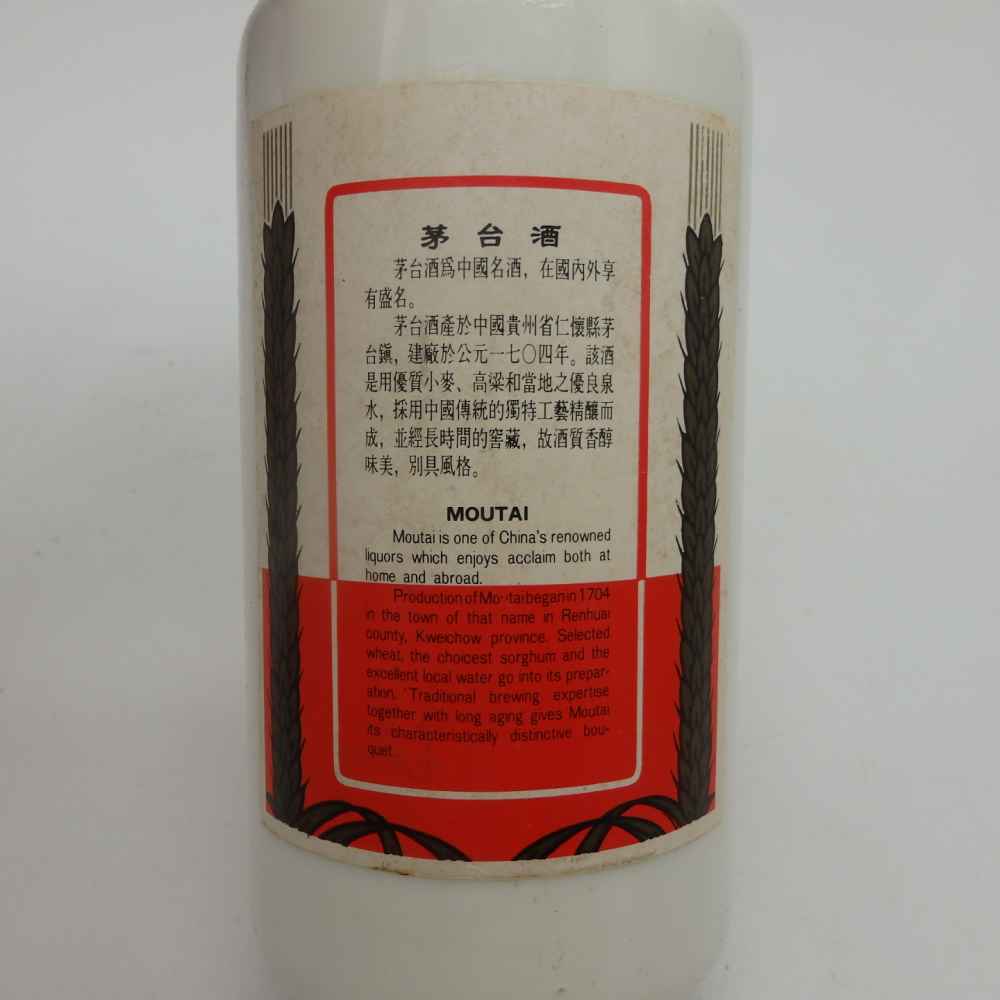 茅台酒
茅台酒爲中國名酒，在國內外享
有盛名。
茅台酒產於中國貴州省仁懷縣茅
台鎭，建廠於公元一七〇四年。該酒
是用優質小麥、高粱和當地之優良泉
水，採用中國傳統的獨特工藝精釀而
成，並經長時間的窖藏，故酒質香醇
味美，別具風格。
MOUTAI
Moutai is one of China's renowned
liquors which enjoys acclaim both at
home and abroad.
Production of Moutai began in 1704
in the town of that name in Renhuai
county, Kweichow province. Selected
wheat, the choicest sorghum and the
excellent local water go into its prepar-
ation. Traditional brewing expertise
together with long aging gives Moutai
its characteristically distinctive bou-
quet.